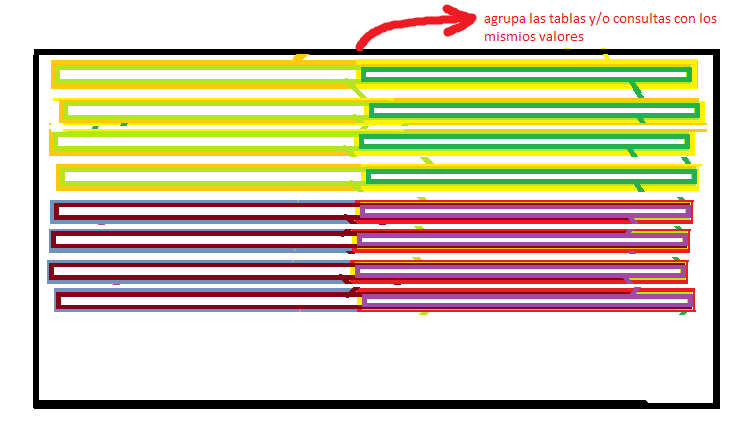 agrupa las tablas y/o consultas con los
mismios valores